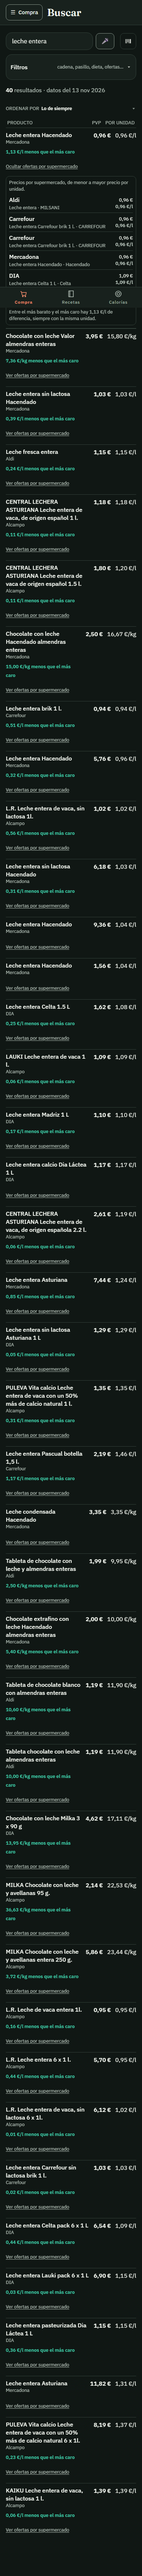 ☰ Compra
Buscar
leche entera
Filtros
cadena, pasillo, dieta, ofertas...
40 resultados · datos del 13 nov 2026
ORDENAR POR La de siempre
PRODUCTO PVP POR UNIDAD
Leche entera Hacendado 0,96 € 0,96 €/l
Mercadona
1,13 €/l menos que el más caro
Ocultar ofertas por supermercado
Precios por supermercado, de menor a mayor precio por
unidad.
Aldi 0,96 €
Leche entera · MILSANI 0,96 €/l
Carrefour 0,96 €
Leche entera Carrefour brik 1 l. · CARREFOUR 0,96 €/l
Carrefour 0,96 €
Leche entera Carrefour brik 1 l. · CARREFOUR 0,96 €/l
Mercadona 0,96 €
Leche entera Hacendado · Hacendado 0,96 €/l
DIA 1,09 €
Leche entera Celta 1 L · Celta 1,09 €/l
Compra Recetas Calorías
Entre el más barato y el más caro hay 1,13 €/l de
diferencia, siempre con la misma unidad.
Chocolate con leche Valor 3,95 € 15,80 €/kg
almendras enteras
Mercadona
7,36 €/kg menos que el más caro
Ver ofertas por supermercado
Leche entera sin lactosa 1,03 € 1,03 €/l
Hacendado
Mercadona
0,39 €/l menos que el más caro
Ver ofertas por supermercado
Leche fresca entera 1,15 € 1,15 €/l
Aldi
0,24 €/l menos que el más caro
Ver ofertas por supermercado
CENTRAL LECHERA 1,18 € 1,18 €/l
ASTURIANA Leche entera de
vaca, de origen español 1 l.
Alcampo
0,11 €/l menos que el más caro
Ver ofertas por supermercado
CENTRAL LECHERA 1,80 € 1,20 €/l
ASTURIANA Leche entera de
vaca de origen español 1.5 l.
Alcampo
0,11 €/l menos que el más caro
Ver ofertas por supermercado
Chocolate con leche 2,50 € 16,67 €/kg
Hacendado almendras
enteras
Mercadona
13,00 €/kg menos que el más
caro
Ver ofertas por supermercado
Leche entera brik 1 l. 0,94 € 0,94 €/l
Carrefour
0,51 €/l menos que el más caro
Ver ofertas por supermercado
Leche entera Hacendado 5,76 € 0,96 €/l
Mercadona
0,32 €/l menos que el más caro
Ver ofertas por supermercado
L.R. Leche entera de vaca, sin 1,02 € 1,02 €/l
lactosa 1l.
Alcampo
0,56 €/l menos que el más caro
Ver ofertas por supermercado
Leche entera sin lactosa 6,18 € 1,03 €/l
Hacendado
Mercadona
0,31 €/l menos que el más caro
Ver ofertas por supermercado
Leche entera Hacendado 9,36 € 1,04 €/l
Mercadona
Ver ofertas por supermercado
Leche entera Hacendado 1,56 € 1,04 €/l
Mercadona
Ver ofertas por supermercado
Leche entera Celta 1.5 L 1,62 € 1,08 €/l
DIA
0,25 €/l menos que el más caro
Ver ofertas por supermercado
LAUKI Leche entera de vaca 1 1,09 € 1,09 €/l
l.
Alcampo
0,06 €/l menos que el más caro
Ver ofertas por supermercado
Leche entera Madriz 1 L 1,10 € 1,10 €/l
DIA
0,17 €/l menos que el más caro
Ver ofertas por supermercado
Leche entera calcio Dia Láctea 1,17 € 1,17 €/l
1 L
DIA
Ver ofertas por supermercado
CENTRAL LECHERA 2,61 € 1,19 €/l
ASTURIANA Leche entera de
vaca, de origen española 2.2 l.
Alcampo
0,06 €/l menos que el más caro
Ver ofertas por supermercado
Leche entera Asturiana 7,44 € 1,24 €/l
Mercadona
0,85 €/l menos que el más caro
Ver ofertas por supermercado
Leche entera sin lactosa 1,29 € 1,29 €/l
Asturiana 1 L
DIA
0,05 €/l menos que el más caro
Ver ofertas por supermercado
PULEVA Vita calcio Leche 1,35 € 1,35 €/l
entera de vaca con un 50%
más de calcio natural 1 l.
Alcampo
0,31 €/l menos que el más caro
Ver ofertas por supermercado
Leche entera Pascual botella 2,19 € 1,46 €/l
1,5 l.
Carrefour
1,17 €/l menos que el más caro
Ver ofertas por supermercado
Leche condensada 3,35 € 3,35 €/kg
Hacendado
Mercadona
Ver ofertas por supermercado
Tableta de chocolate con 1,99 € 9,95 €/kg
leche y almendras enteras
Aldi
2,50 €/kg menos que el más caro
Ver ofertas por supermercado
Chocolate extrafino con 2,00 € 10,00 €/kg
leche Hacendado
almendras enteras
Mercadona
5,40 €/kg menos que el más caro
Ver ofertas por supermercado
Tableta de chocolate blanco 1,19 € 11,90 €/kg
con almendras enteras
Aldi
10,60 €/kg menos que el más
caro
Ver ofertas por supermercado
Tableta chocolate con leche 1,19 € 11,90 €/kg
almendras enteras
Aldi
10,00 €/kg menos que el más
caro
Ver ofertas por supermercado
Chocolate con leche Milka 3 4,62 € 17,11 €/kg
x 90 g
DIA
13,95 €/kg menos que el más
caro
Ver ofertas por supermercado
MILKA Chocolate con leche 2,14 € 22,53 €/kg
y avellanas 95 g.
Alcampo
36,63 €/kg menos que el más
caro
Ver ofertas por supermercado
MILKA Chocolate con leche 5,86 € 23,44 €/kg
y avellanas entera 250 g.
Alcampo
3,72 €/kg menos que el más caro
Ver ofertas por supermercado
L.R. Leche de vaca entera 1l. 0,95 € 0,95 €/l
Alcampo
0,16 €/l menos que el más caro
Ver ofertas por supermercado
L.R. Leche entera 6 x 1 l. 5,70 € 0,95 €/l
Alcampo
0,44 €/l menos que el más caro
Ver ofertas por supermercado
L.R. Leche entera de vaca, sin 6,12 € 1,02 €/l
lactosa 6 x 1l.
Alcampo
0,01 €/l menos que el más caro
Ver ofertas por supermercado
Leche entera Carrefour sin 1,03 € 1,03 €/l
lactosa brik 1 l.
Carrefour
0,02 €/l menos que el más caro
Ver ofertas por supermercado
Leche entera Celta pack 6 x 1 L 6,54 € 1,09 €/l
DIA
0,44 €/l menos que el más caro
Ver ofertas por supermercado
Leche entera Lauki pack 6 x 1 L 6,90 € 1,15 €/l
DIA
0,03 €/l menos que el más caro
Ver ofertas por supermercado
Leche entera pasteurizada Dia 1,15 € 1,15 €/l
Láctea 1 L
DIA
0,36 €/l menos que el más caro
Ver ofertas por supermercado
Leche entera Asturiana 11,82 € 1,31 €/l
Mercadona
Ver ofertas por supermercado
PULEVA Vita calcio Leche 8,19 € 1,37 €/l
entera de vaca con un 50%
más de calcio natural 6 x 1l.
Alcampo
0,23 €/l menos que el más caro
Ver ofertas por supermercado
KAIKU Leche entera de vaca, 1,39 € 1,39 €/l
sin lactosa 1 l.
Alcampo
0,06 €/l menos que el más caro
Ver ofertas por supermercado